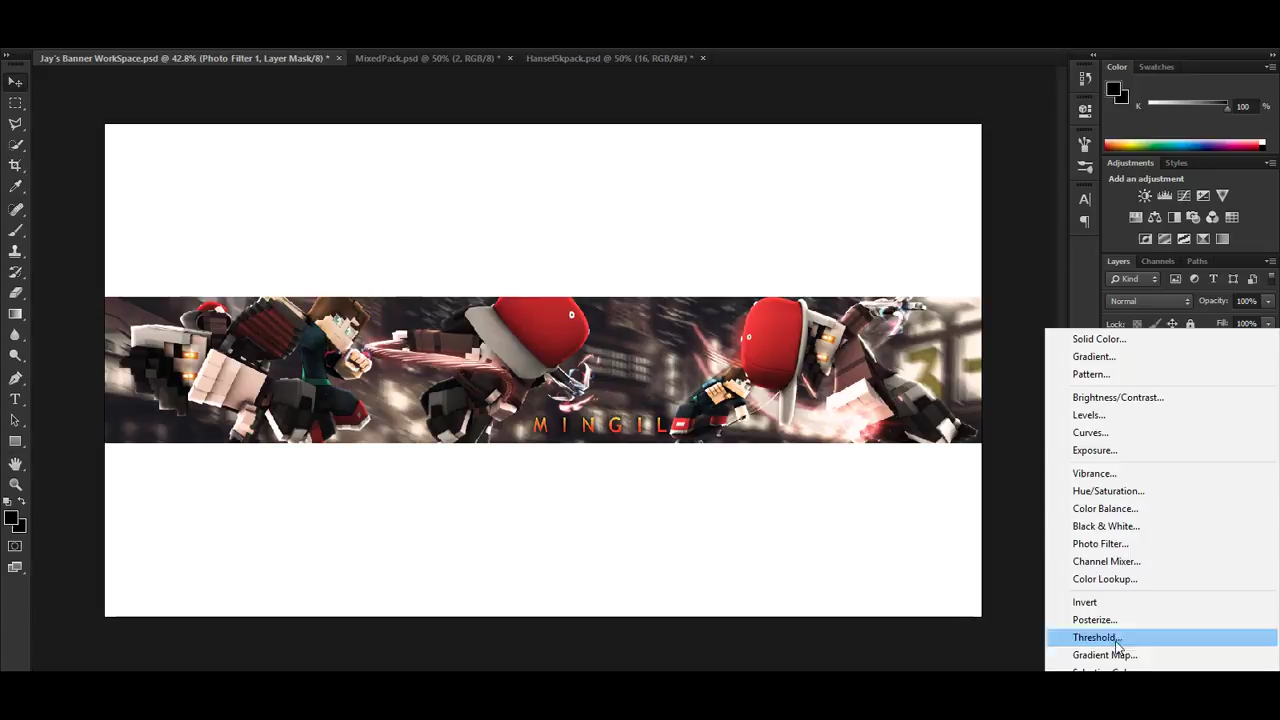 Jay's Banner WorkSpace.psd @ 42.8% (Photo Filter 1, Layer Mask/8) * ×
MixedPack.psd @ 50% (2, RGB/8) * ×
Hansel5kpack.psd @ 50% (16, RGB/8#) * ×
Color Swatches
K 100 %
Adjustments Styles
Add an adjustment
Layers Channels Paths
Kind
Normal Opacity: 100%
Lock: Fill: 100%
Solid Color...
Gradient...
Pattern...
Brightness/Contrast...
Levels...
Curves...
Exposure...
Vibrance...
Hue/Saturation...
Color Balance...
Black & White...
Photo Filter...
Channel Mixer...
Color Lookup...
Invert
Posterize...
Threshold...
Gradient Map...
MINGIL